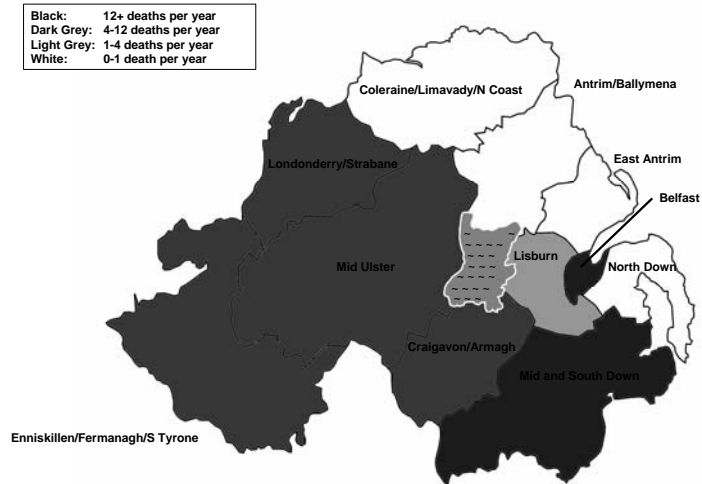 Black: 12+ deaths per year
Dark Grey: 4-12 deaths per year
Light Grey: 1-4 deaths per year
White: 0-1 death per year
Coleraine/Limavady/N Coast
Antrim/Ballymena
Londonderry/Strabane
East Antrim
Belfast
Mid Ulster
Lisburn
North Down
Craigavon/Armagh
Mid and South Down
Enniskillen/Fermanagh/S Tyrone